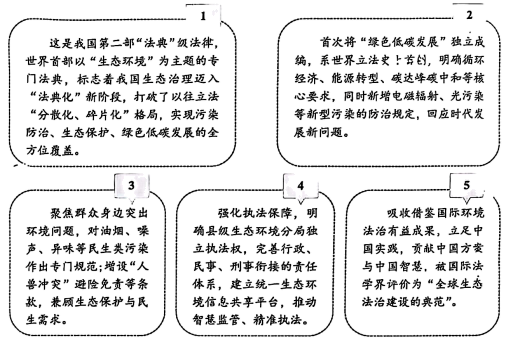 1
这是我国第二部“法典”级法律，
世界首部以“生态环境”为主题的专
门法典，标志着我国生态治理迈入
“法典化”新阶段，打破了以往立法
“分散化、碎片化”格局，实现污染
防治、生态保护、绿色低碳发展的全
方位覆盖。
2
首次将“绿色低碳发展”独立成
编，系世界立法史上首创，明确循环
经济、能源转型、碳达峰碳中和等核
心要求，同时新增电磁辐射、光污染
等新型污染的防治规定，回应时代发
展新问题。
3
聚焦群众身边突出
环境问题，对油烟、噪
声、异味等民生类污染
作出专门规范；增设“人
兽冲突”避险免责等条
款，兼顾生态保护与民
生需求。
4
强化执法保障，明
确县级生态环境分局独
立执法权，完善行政、
民事、刑事衔接的责任
体系，建立统一生态环
境信息共享平台，推动
智慧监管、精准执法。
5
吸收借鉴国际环境
法治有益成果，立足中
国实践，贡献中国方案
与中国智慧，被国际法
学界评价为“全球生态
法治建设的典范”。